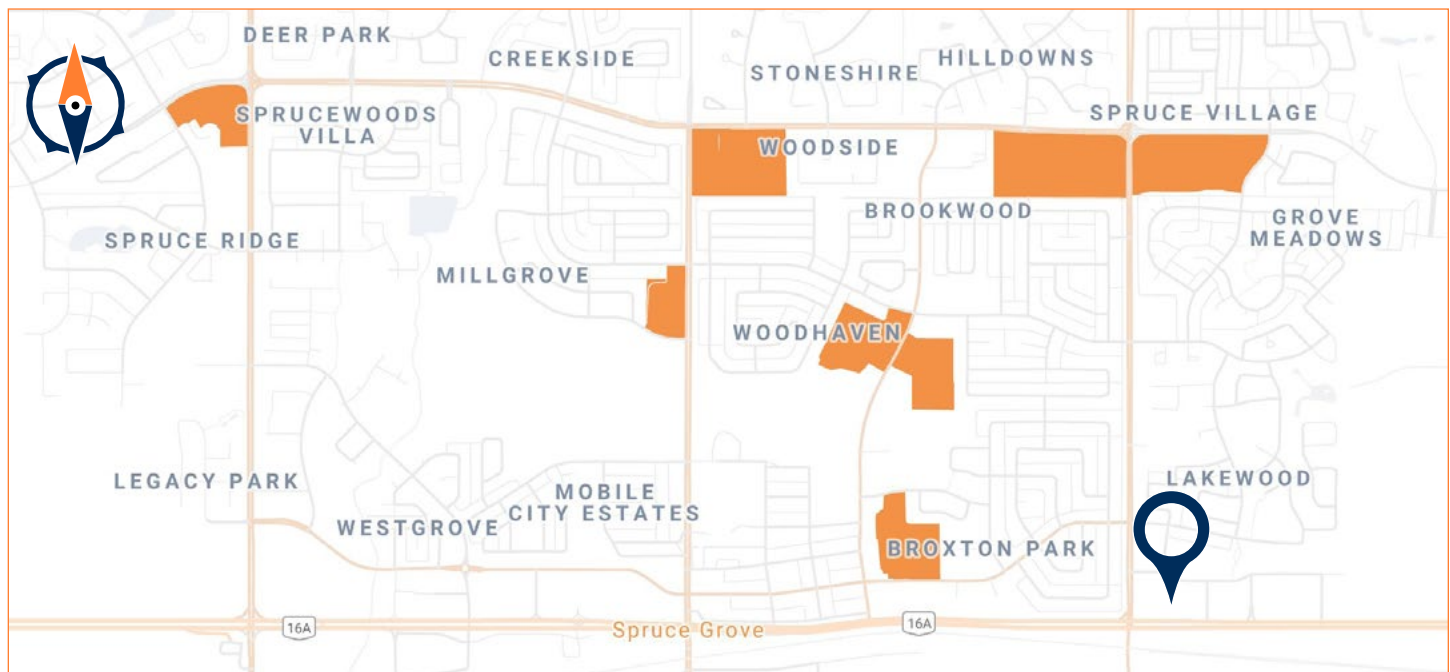 DEER PARK
CREEKSIDE
STONESHIRE
HILLDOWNS
SPRUCEWOODS
VILLA
SPRUCE VILLAGE
WOODSIDE
BROOKWOOD
GROVE
MEADOWS
SPRUCE RIDGE
MILLGROVE
WOODHAVEN
LEGACY PARK
MOBILE
CITY ESTATES
LAKEWOOD
WESTGROVE
BROXTON PARK
16A
Spruce Grove
16A